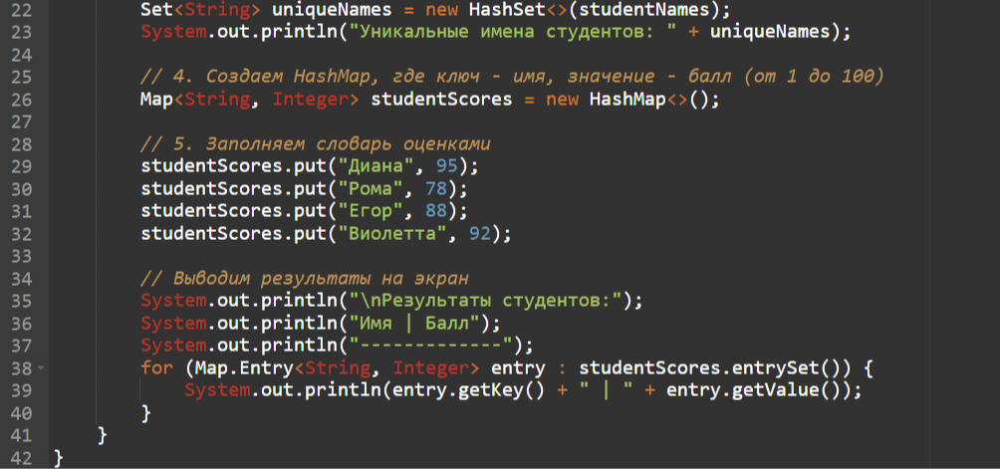 22 Set<String> uniqueNames = new HashSet<>(studentNames);
23 System.out.println("Уникальные имена студентов: " + uniqueNames);
24
25 // 4. Создаем HashMap, где ключ - имя, значение - балл (от 1 до 100)
26 Map<String, Integer> studentScores = new HashMap<>();
27
28 // 5. Заполняем словарь оценками
29 studentScores.put("Диана", 95);
30 studentScores.put("Рома", 78);
31 studentScores.put("Егор", 88);
32 studentScores.put("Виолетта", 92);
33
34 // Выводим результаты на экран
35 System.out.println("\nРезультаты студентов:");
36 System.out.println("Имя | Балл");
37 System.out.println("-------------");
38 for (Map.Entry<String, Integer> entry : studentScores.entrySet()) {
39 System.out.println(entry.getKey() + " | " + entry.getValue());
40 }
41 }
42 }